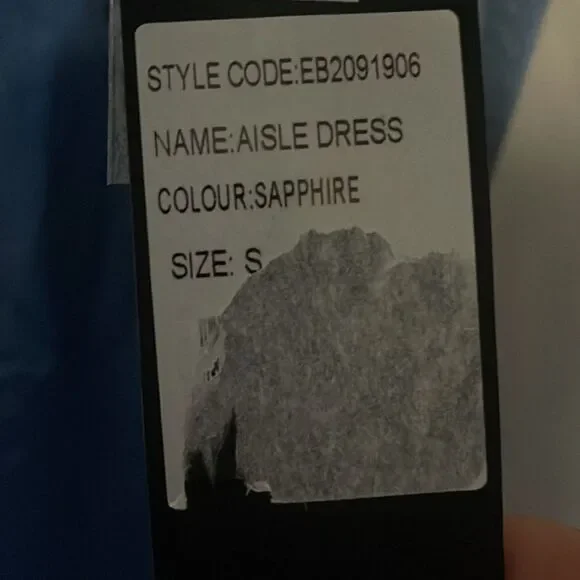 STYLE CODE:EB2091906
NAME:AISLE DRESS
COLOUR:SAPPHIRE
SIZE: S